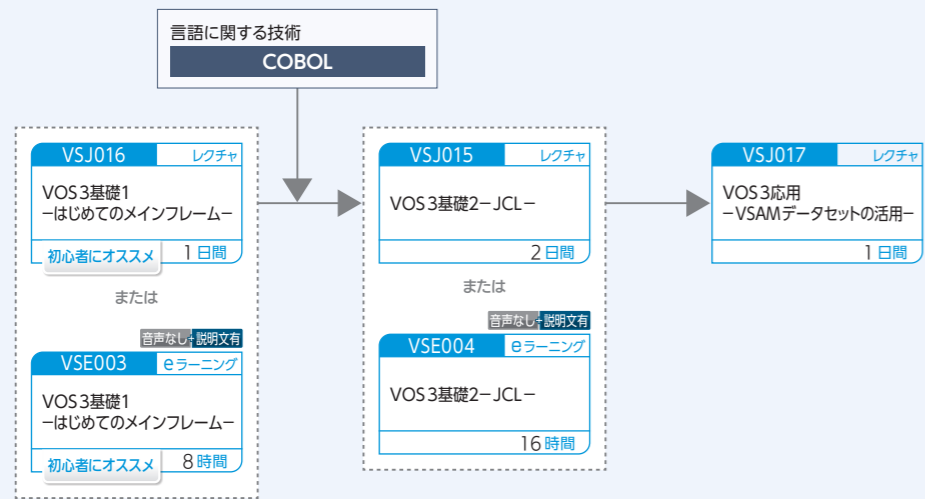 言語に関する技術
COBOL
VSJ016 レクチャ
VOS3基礎1
−はじめてのメインフレーム−
初心者にオススメ 1日間
または
音声なし+説明文有
VSE003 eラーニング
VOS3基礎1
−はじめてのメインフレーム−
初心者にオススメ 8時間
VSJ015 レクチャ
VOS3基礎2−JCL−
2日間
または
音声なし+説明文有
VSE004 eラーニング
VOS3基礎2−JCL−
16時間
VSJ017 レクチャ
VOS3応用
−VSAMデータセットの活用−
1日間